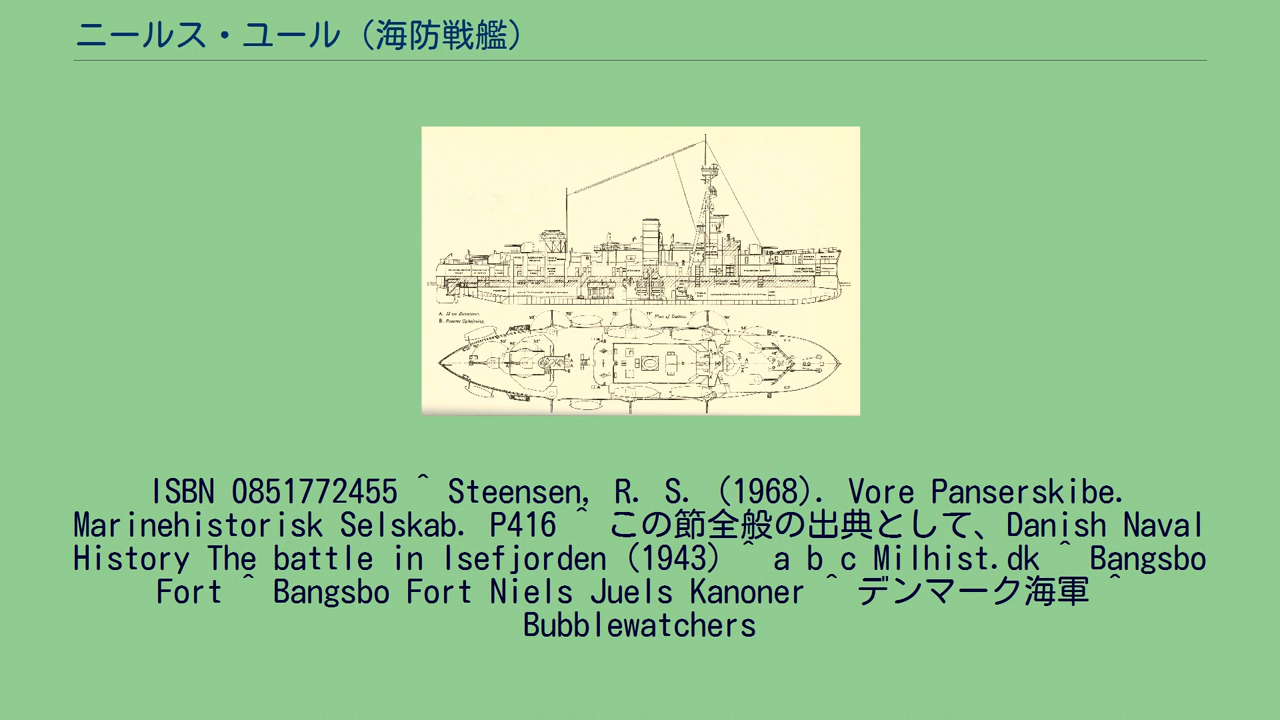 ニールス・ユール（海防戦艦）
ISBN 0851772455 ^ Steensen, R. S. (1968). Vore Panserskibe.
Marinehistorisk Selskab. P416 ^ この節全般の出典として、Danish Naval
History The battle in Isefjorden (1943) ^ a b c Milhist.dk ^ Bangsbo
Fort ^ Bangsbo Fort Niels Juels Kanoner ^ デンマーク海軍 ^
Bubblewatchers